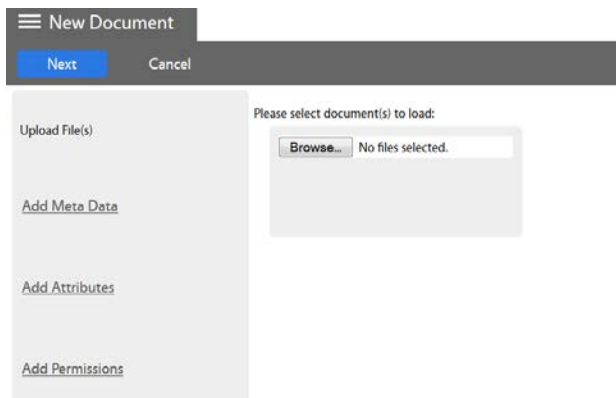 New Document
Next Cancel
Upload File(s)
Please select document(s) to load:
Browse... No files selected.
Add Meta Data
Add Attributes
Add Permissions